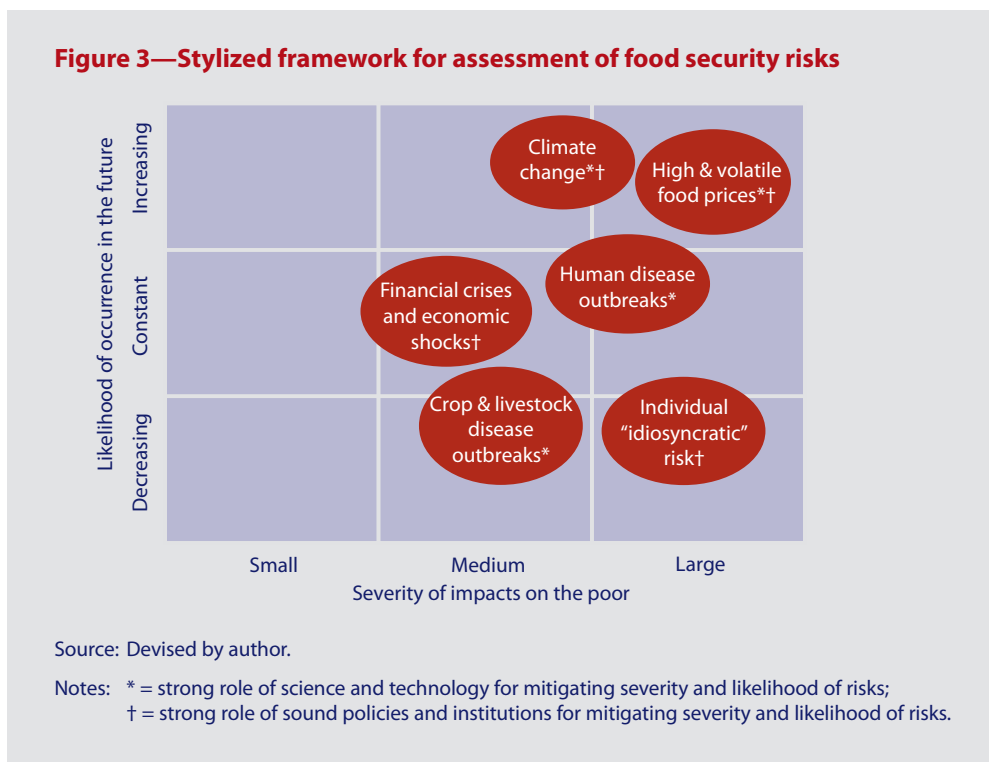 Figure 3—Stylized framework for assessment of food security risks
Likelihood of occurrence in the future
Increasing
Constant
Decreasing
Climate
change*†
High & volatile
food prices*†
Human disease
outbreaks*
Financial crises
and economic
shocks†
Crop & livestock
disease
outbreaks*
Individual
“idiosyncratic”
risk†
Small
Medium
Large
Severity of impacts on the poor
Source: Devised by author.
Notes: * = strong role of science and technology for mitigating severity and likelihood of risks;
† = strong role of sound policies and institutions for mitigating severity and likelihood of risks.